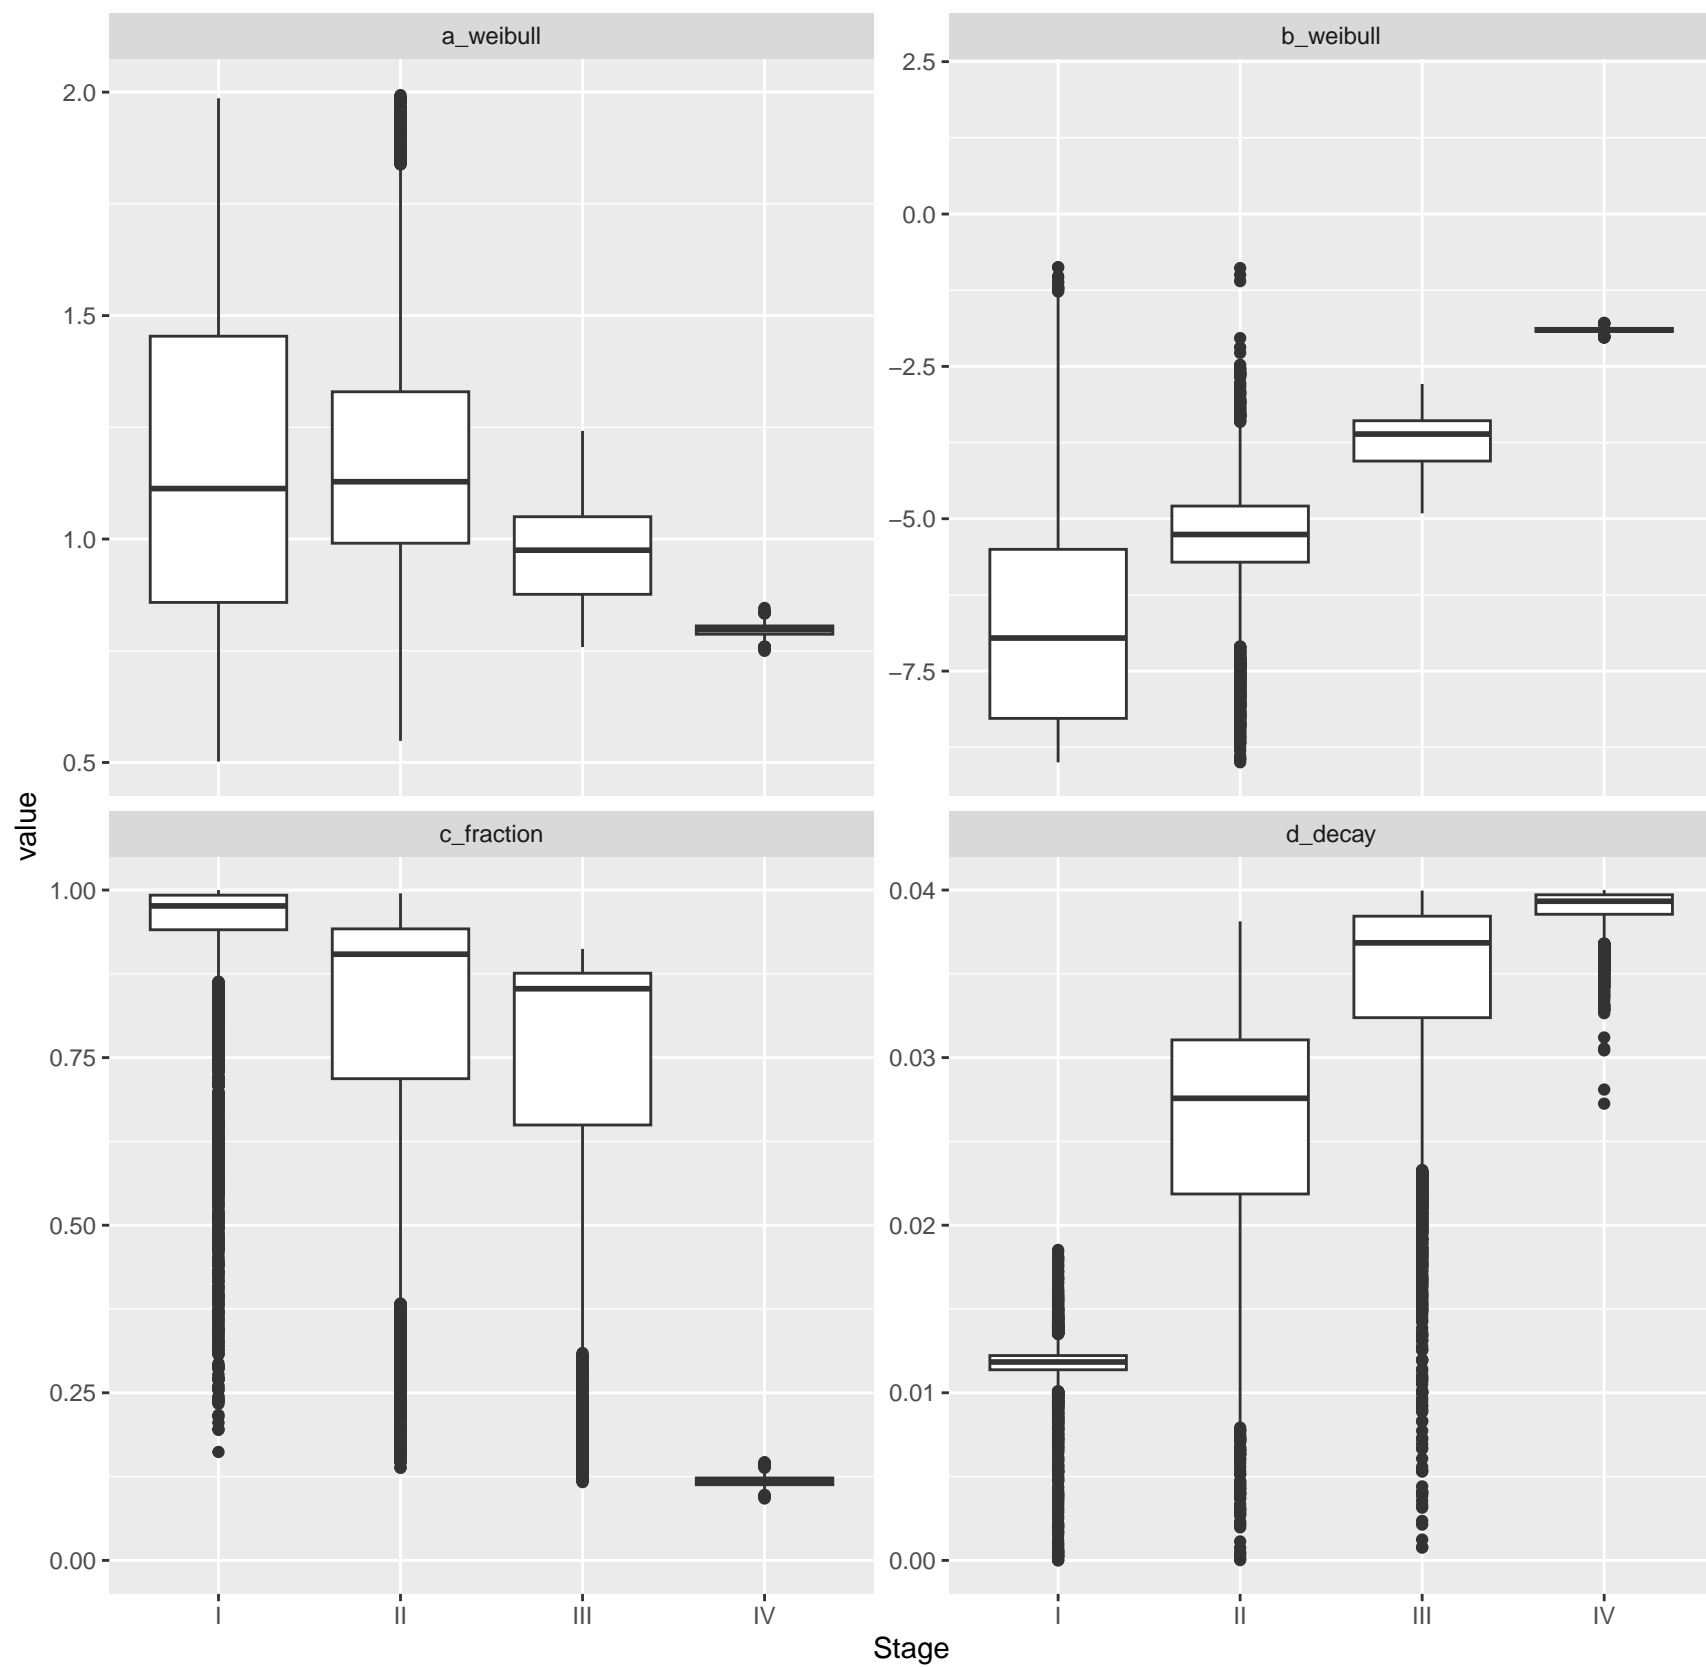 a_weibull
b_weibull
2.0
1.5
1.0
0.5
2.5
0.0
−2.5
−5.0
−7.5
value
c_fraction
d_decay
1.00
0.75
0.50
0.25
0.00
0.04
0.03
0.02
0.01
0.00
I II III IV
I II III IV
Stage